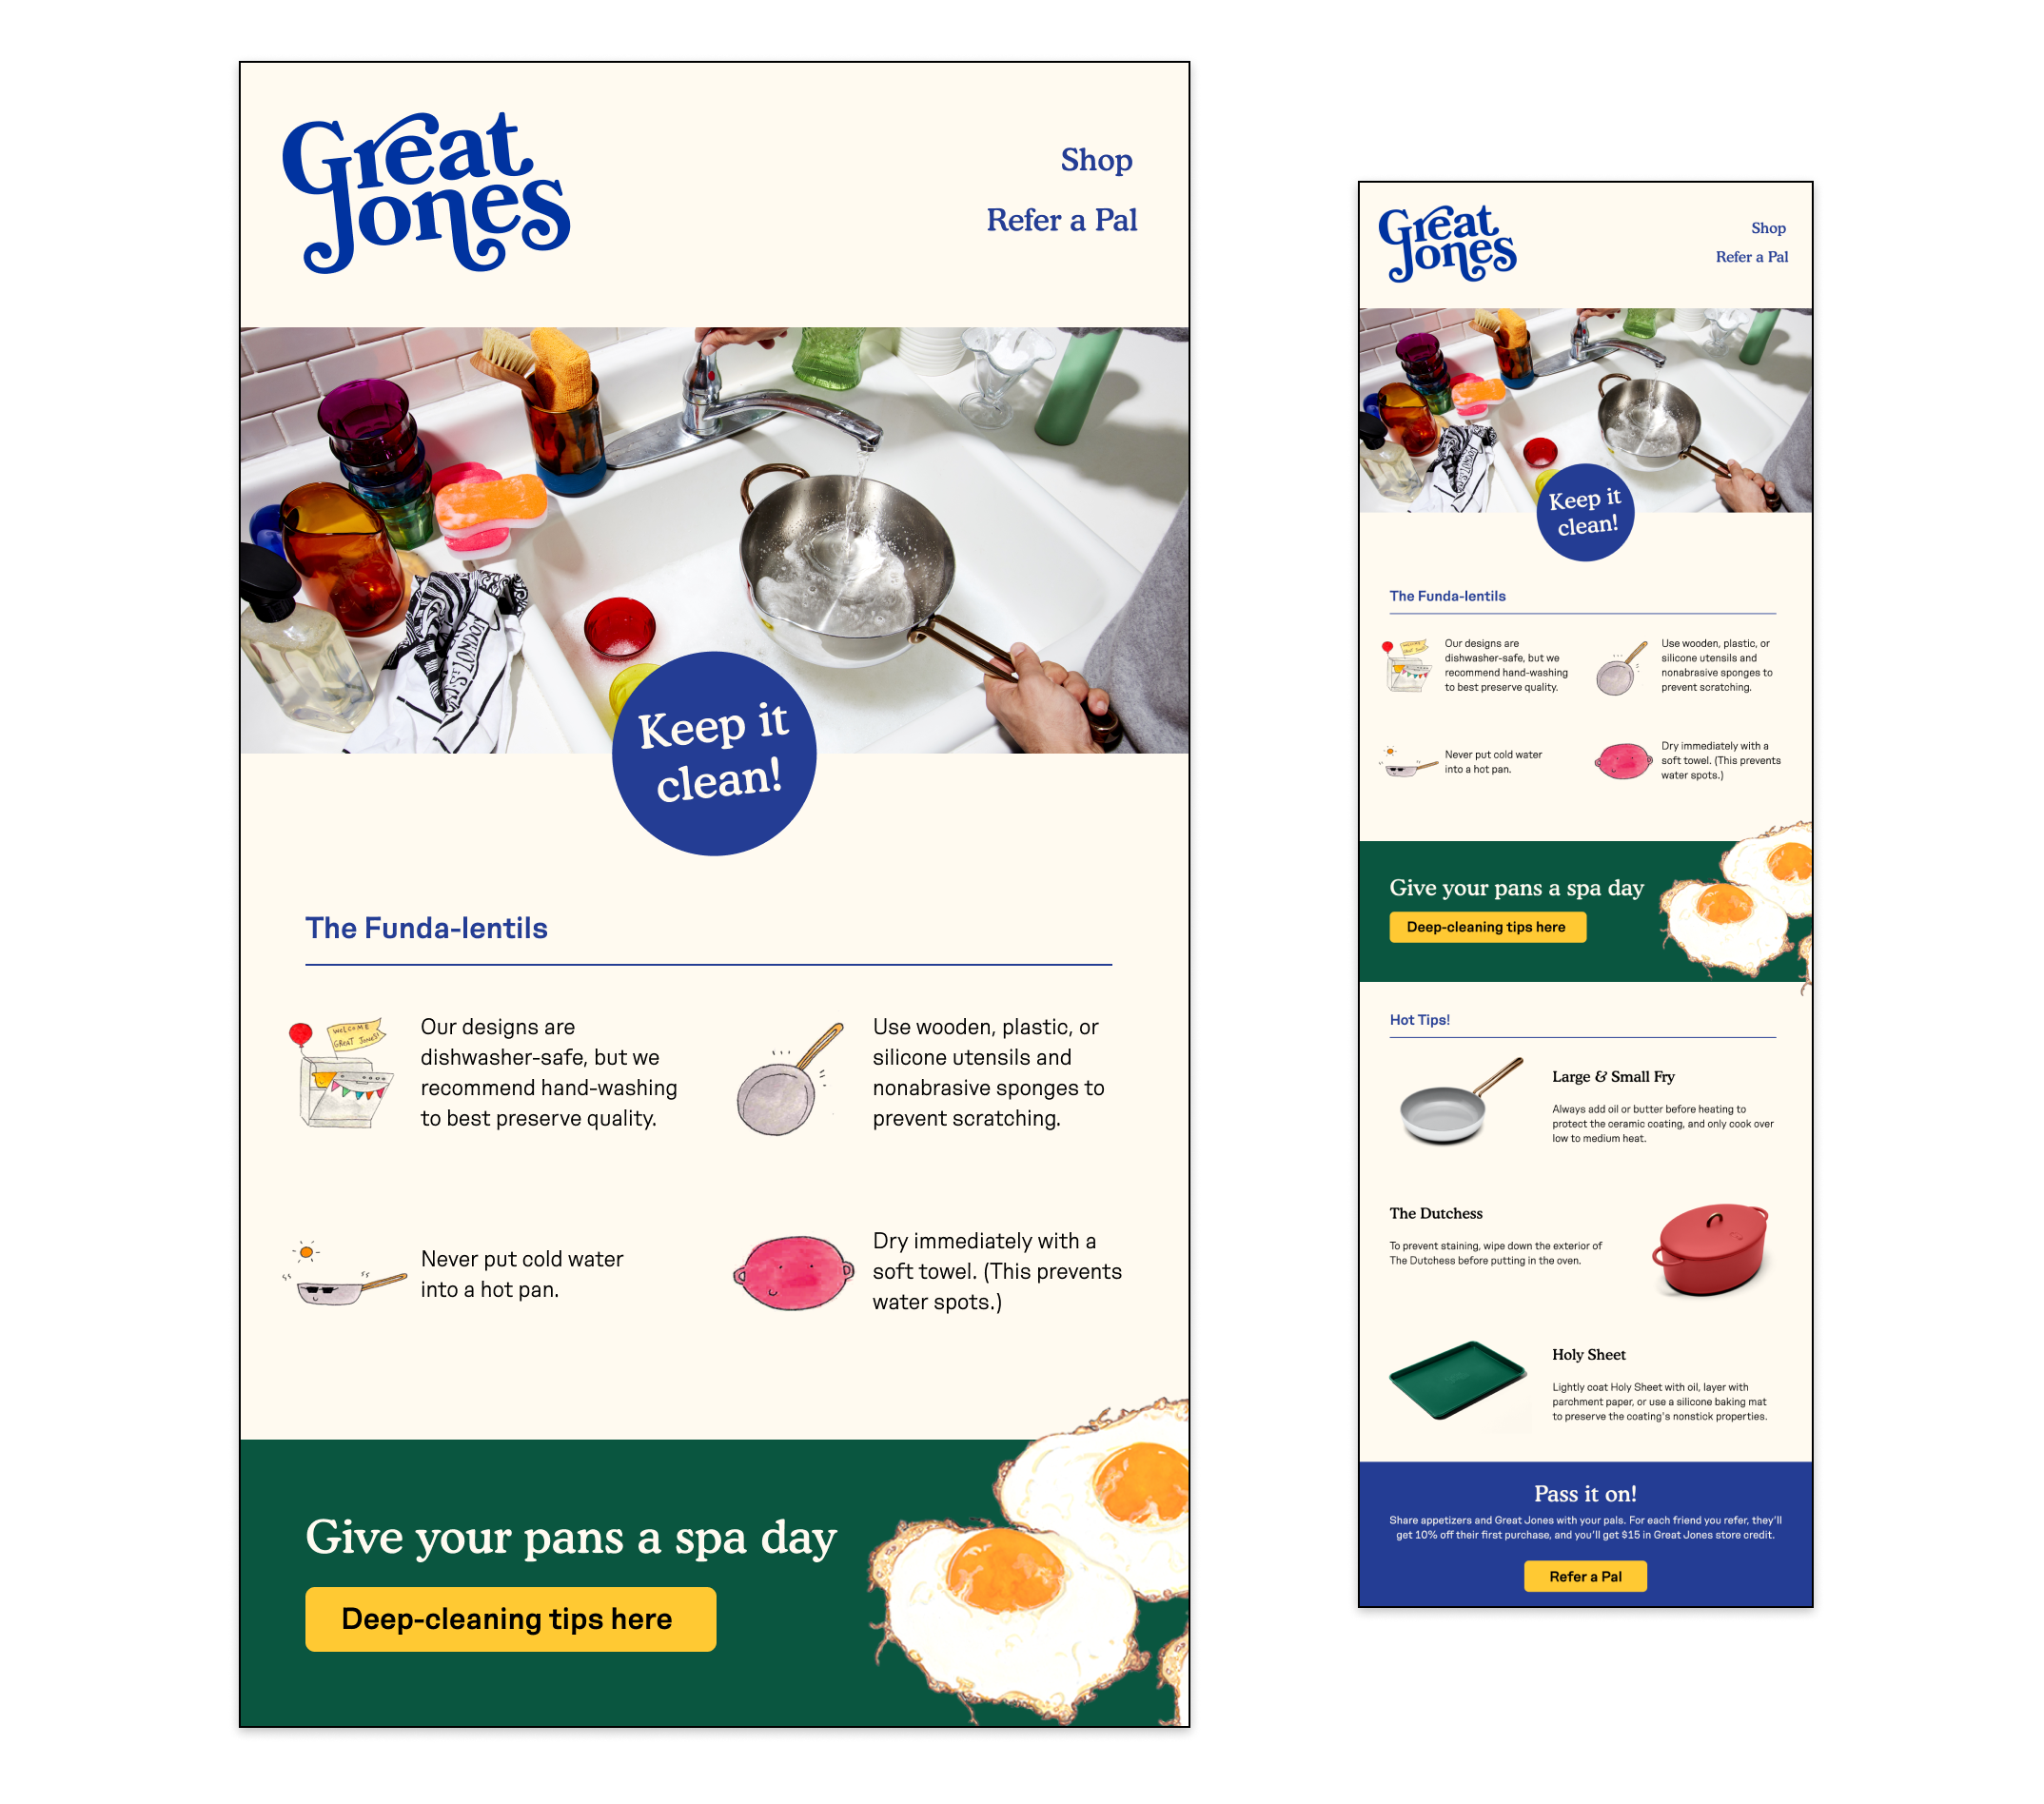 Great
Jones
Shop
Refer a Pal
Keep it
clean!
The Funda-lentils
WELCOME
GREAT JONES!
Our designs are
dishwasher-safe, but we
recommend hand-washing
to best preserve quality.
Use wooden, plastic, or
silicone utensils and
nonabrasive sponges to
prevent scratching.
Never put cold water
into a hot pan.
Dry immediately with a
soft towel. (This prevents
water spots.)
Give your pans a spa day
Deep-cleaning tips here
Great
Jones
Shop
Refer a Pal
Keep it
clean!
The Funda-lentils
Our designs are
dishwasher-safe, but we
recommend hand-washing
to best preserve quality.
Use wooden, plastic, or
silicone utensils and
nonabrasive sponges to
prevent scratching.
Never put cold water
into a hot pan.
Dry immediately with a
soft towel. (This prevents
water spots.)
Give your pans a spa day
Deep-cleaning tips here
Hot Tips!
Large & Small Fry
Always add oil or butter before heating to
protect the ceramic coating, and only cook over
low to medium heat.
The Dutchess
To prevent staining, wipe down the exterior of
The Dutchess before putting in the oven.
Holy Sheet
Lightly coat Holy Sheet with oil, layer with
parchment paper, or use a silicone baking mat
to preserve the coating's nonstick properties.
Pass it on!
Share appetizers and Great Jones with your pals. For each friend you refer, they'll
get 10% off their first purchase, and you'll get $15 in Great Jones store credit.
Refer a Pal